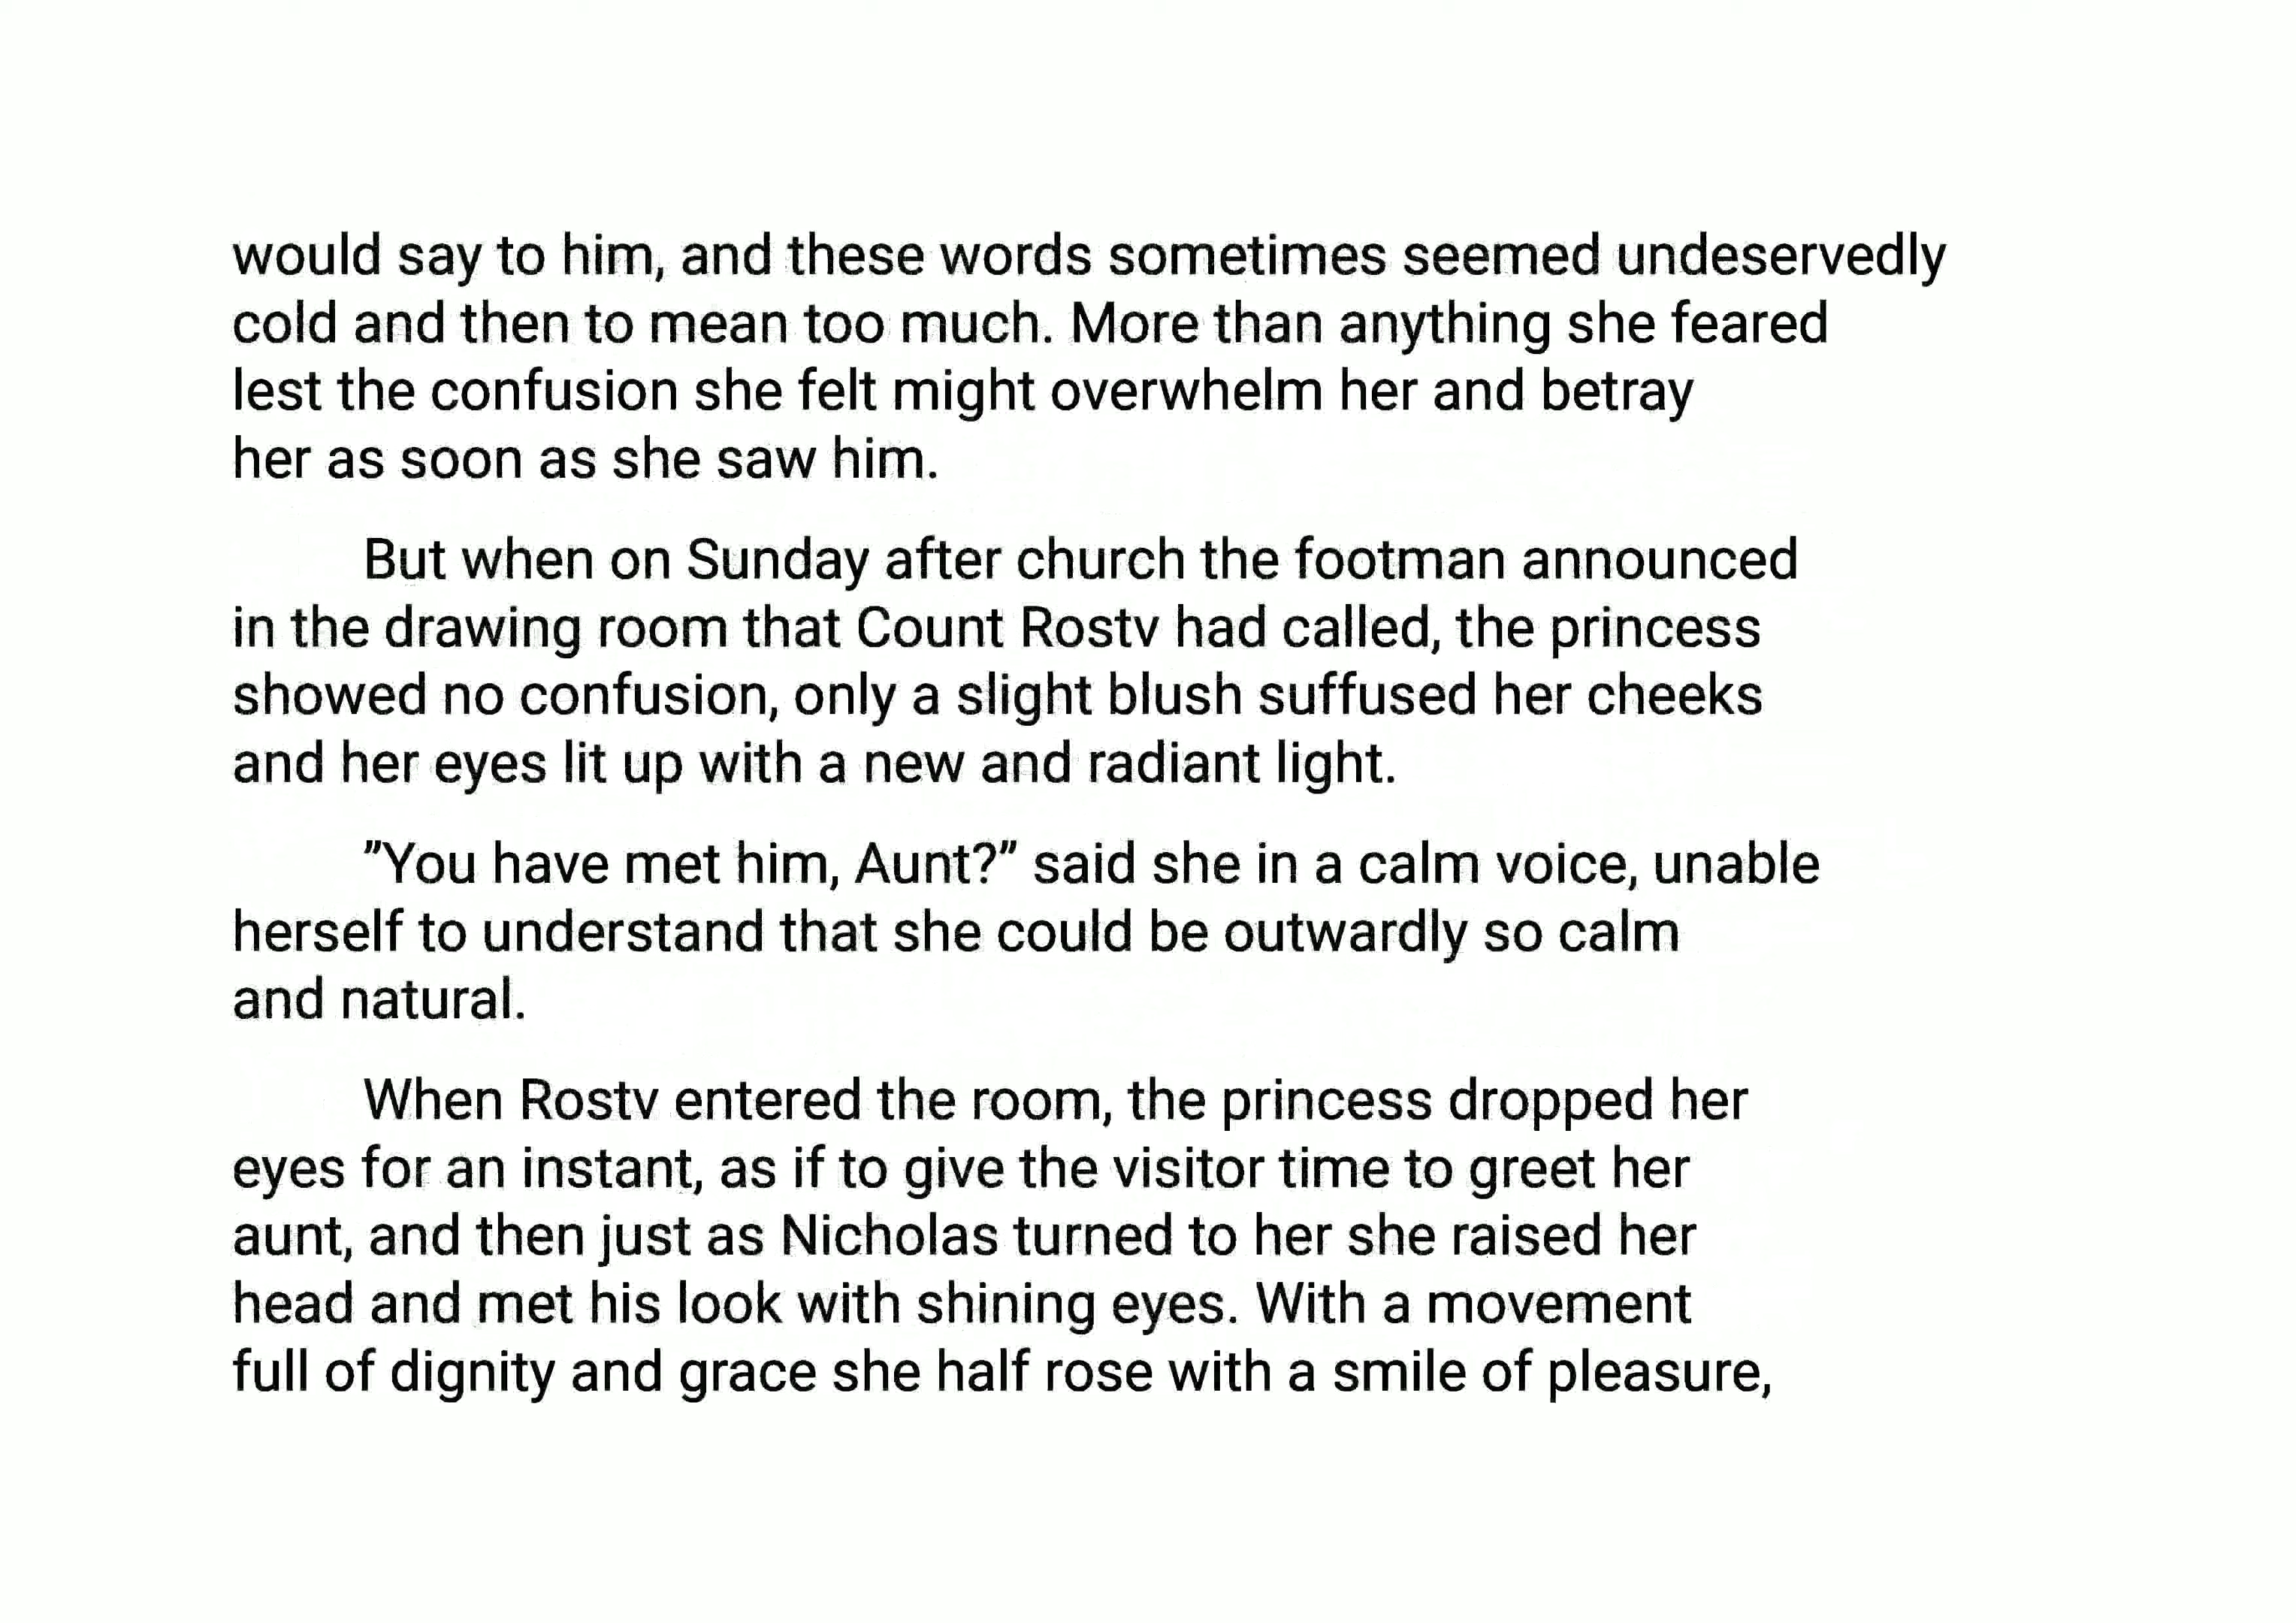 would say to him, and these words sometimes seemed undeservedly
cold and then to mean too much. More than anything she feared
lest the confusion she felt might overwhelm her and betray
her as soon as she saw him.
But when on Sunday after church the footman announced
in the drawing room that Count Rostv had called, the princess
showed no confusion, only a slight blush suffused her cheeks
and her eyes lit up with a new and radiant light.
"You have met him, Aunt?" said she in a calm voice, unable
herself to understand that she could be outwardly so calm
and natural.
When Rostv entered the room, the princess dropped her
eyes for an instant, as if to give the visitor time to greet her
aunt, and then just as Nicholas turned to her she raised her
head and met his look with shining eyes. With a movement
full of dignity and grace she half rose with a smile of pleasure,